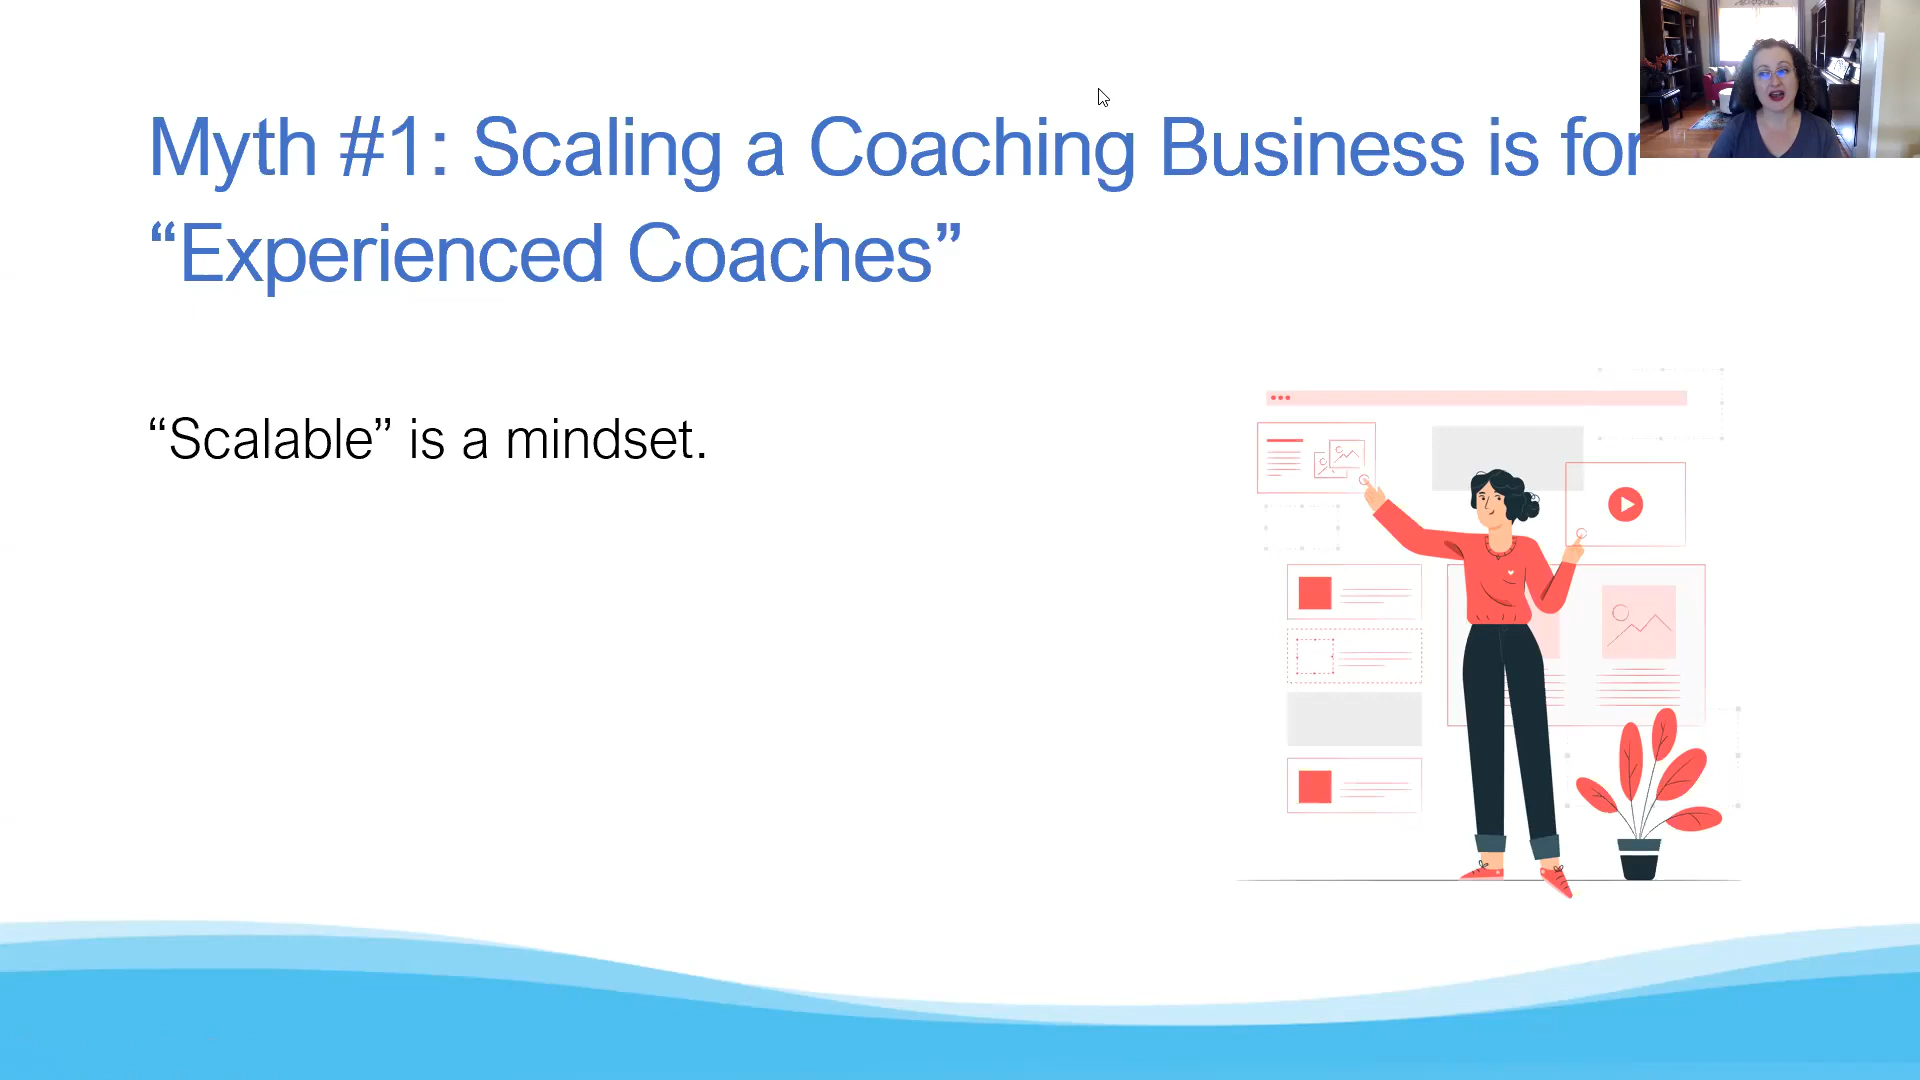 Myth #1: Scaling a Coaching Business is for
“Experienced Coaches”
“Scalable” is a mindset.